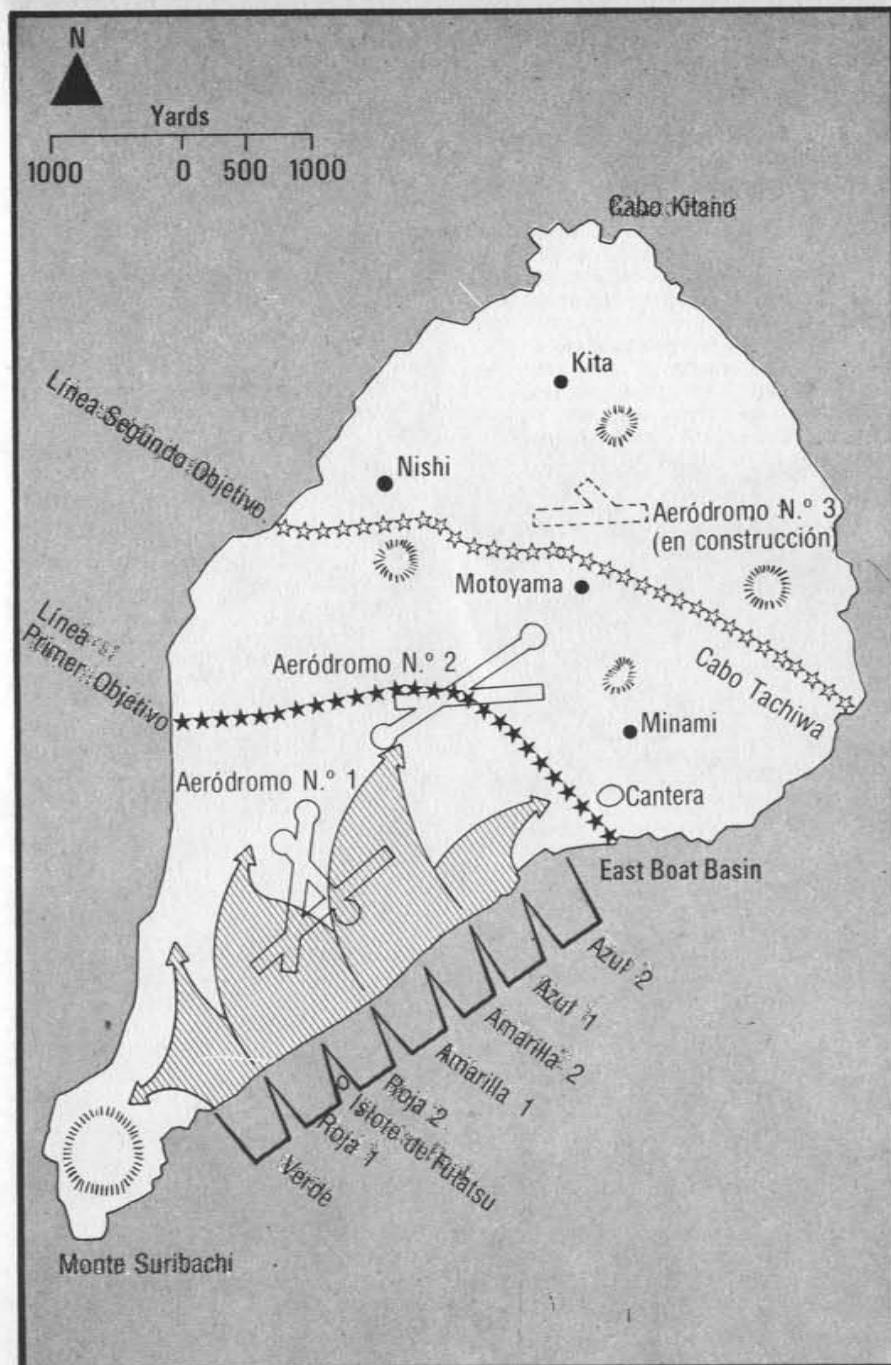 N
Yards
1000 0 500 1000
Cabo Kitano
Kita
Línea Segundo Objetivo
Nishi
Aeródromo N.º 3
(en construcción)
Motoyama
Línea
Primer Objetivo
Aeródromo N.º 2
Cabo Tachiwa
Minami
Aeródromo N.º 1
Cantera
East Boat Basin
Azul 2
Azul 1
Amarilla 2
Amarilla 1
Roja 2
Islote de Futatsu
Roja 1
Verde
Monte Suribachi